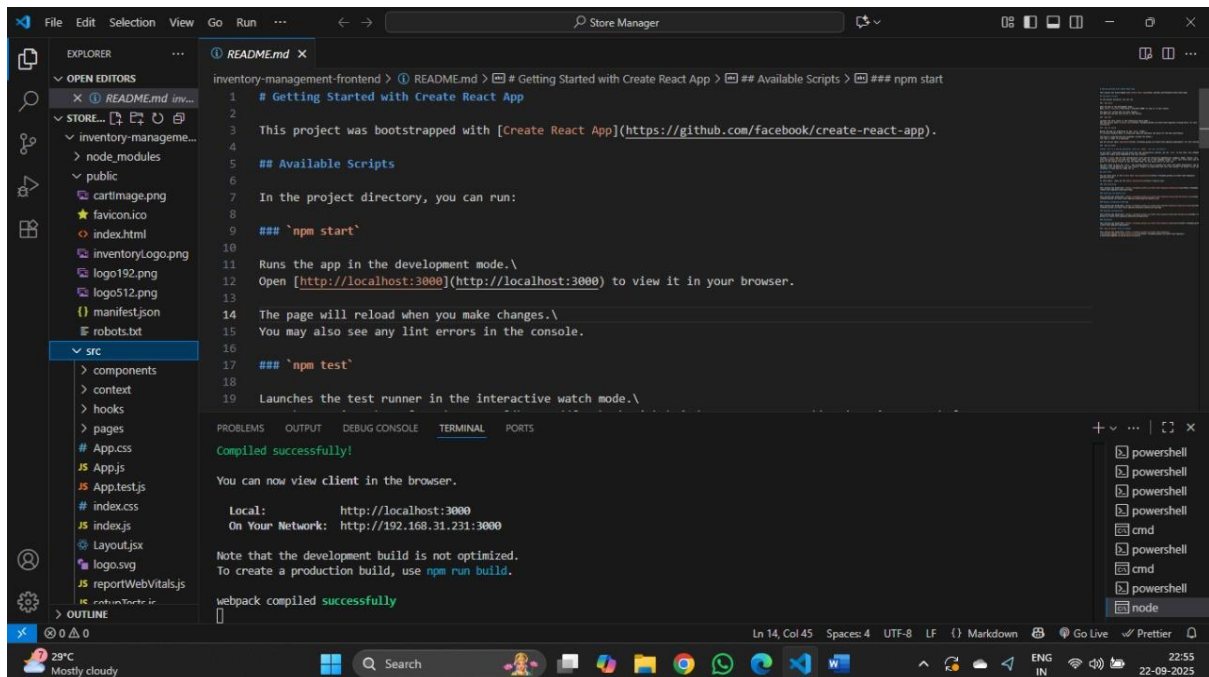 File Edit Selection View Go Run ··· Store Manager
EXPLORER ···
OPEN EDITORS
README.md inv...
STORE...
inventory-manageme...
node_modules
public
cartImage.png
favicon.ico
index.html
inventoryLogo.png
logo192.png
logo512.png
{} manifest.json
robots.txt
src
components
context
hooks
pages
# App.css
JS App.js
JS App.test.js
# index.css
JS index.js
Layout.jsx
logo.svg
JS reportWebVitals.js
JS setupTests.js
OUTLINE
README.md
inventory-management-frontend > README.md > # Getting Started with Create React App > ## Available Scripts > ### npm start
1 # Getting Started with Create React App
2
3 This project was bootstrapped with [Create React App](https://github.com/facebook/create-react-app).
4
5 ## Available Scripts
6
7 In the project directory, you can run:
8
9 ### `npm start`
10
11 Runs the app in the development mode.\
12 Open [http://localhost:3000](http://localhost:3000) to view it in your browser.
13
14 The page will reload when you make changes.\
15 You may also see any lint errors in the console.
16
17 ### `npm test`
18
19 Launches the test runner in the interactive watch mode.\
PROBLEMS OUTPUT DEBUG CONSOLE TERMINAL PORTS
Compiled successfully!
You can now view client in the browser.
Local: http://localhost:3000
On Your Network: http://192.168.31.231:3000
Note that the development build is not optimized.
To create a production build, use npm run build.
webpack compiled successfully
powershell
powershell
powershell
powershell
cmd
powershell
cmd
powershell
node
0 0 Ln 14, Col 45 Spaces: 4 UTF-8 LF {} Markdown Go Live Prettier
29°C
Mostly cloudy
Search
ENG
IN
22:55
22-09-2025